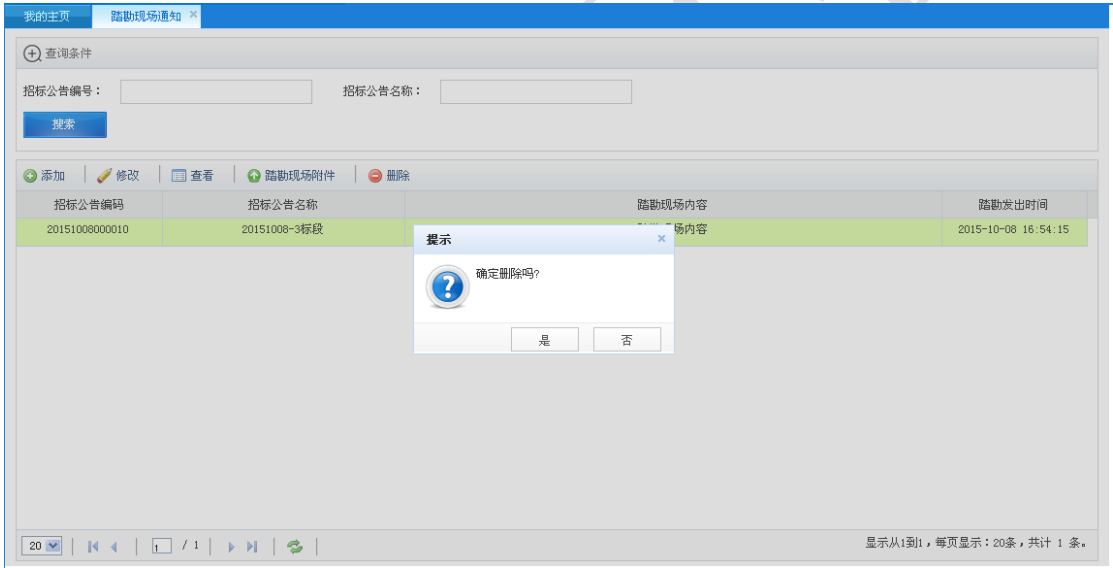 我的主页 踏勘现场通知 ×
查询条件
招标公告编号： 招标公告名称：
搜索
添加 修改 查看 踏勘现场附件 删除
招标公告编码 招标公告名称 踏勘现场内容 踏勘发出时间
20151008000010 20151008-3标段 场内容 2015-10-08 16:54:15
提示 ×
确定删除吗?
是 否
20 1 / 1 显示从1到1，每页显示：20条，共计 1 条。